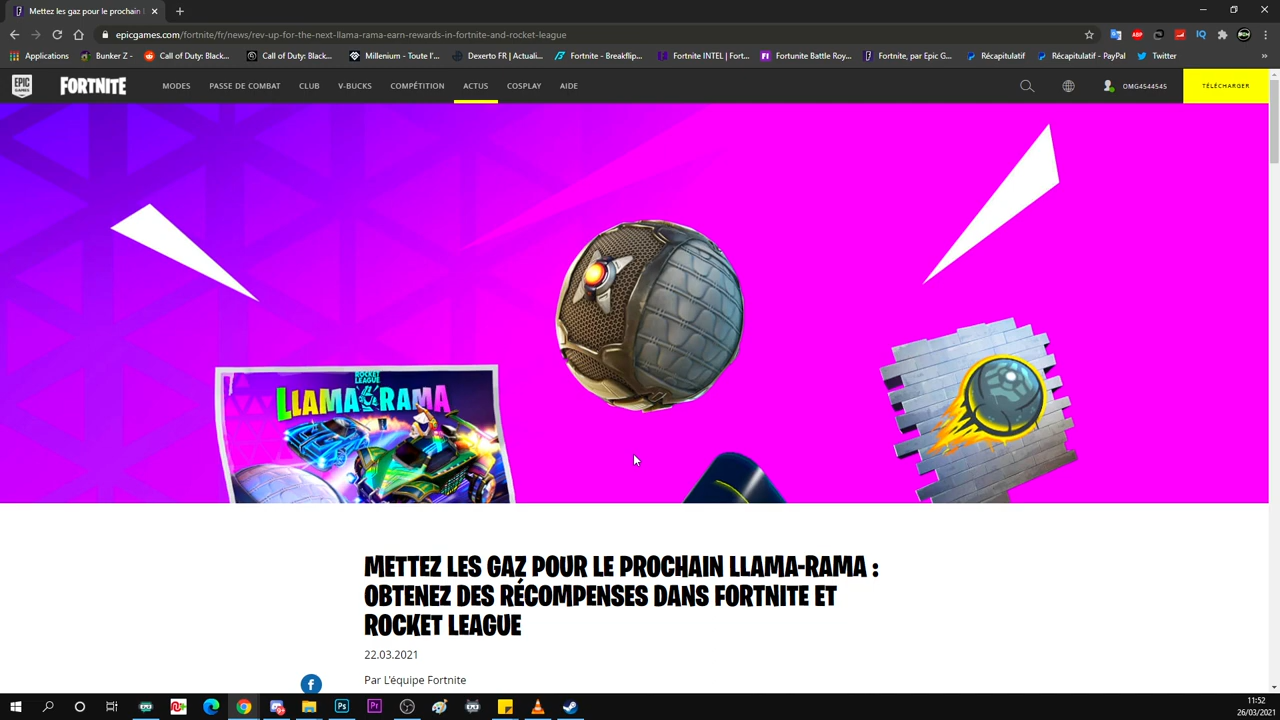 Mettez les gaz pour le prochain l
epicgames.com/fortnite/fr/news/rev-up-for-the-next-llama-rama-earn-rewards-in-fortnite-and-rocket-league
Applications Bunker Z - Call of Duty: Black... Call of Duty: Black... Millenium - Toute l'... Dexerto FR | Actuali... Fortnite - Breakflip... Fortnite INTEL | Fort... Fortnite Battle Roy... Fortnite, par Epic G... Récapitulatif Récapitulatif - PayPal Twitter »
EPIC GAMES FORTNITE MODES PASSE DE COMBAT CLUB V-BUCKS COMPÉTITION ACTUS COSPLAY AIDE OMG4544545 TÉLÉCHARGER
ROCKET LEAGUE
LLAMA RAMA
METTEZ LES GAZ POUR LE PROCHAIN LLAMA-RAMA :
OBTENEZ DES RÉCOMPENSES DANS FORTNITE ET
ROCKET LEAGUE
22.03.2021
Par L'équipe Fortnite
11:52
26/03/2021